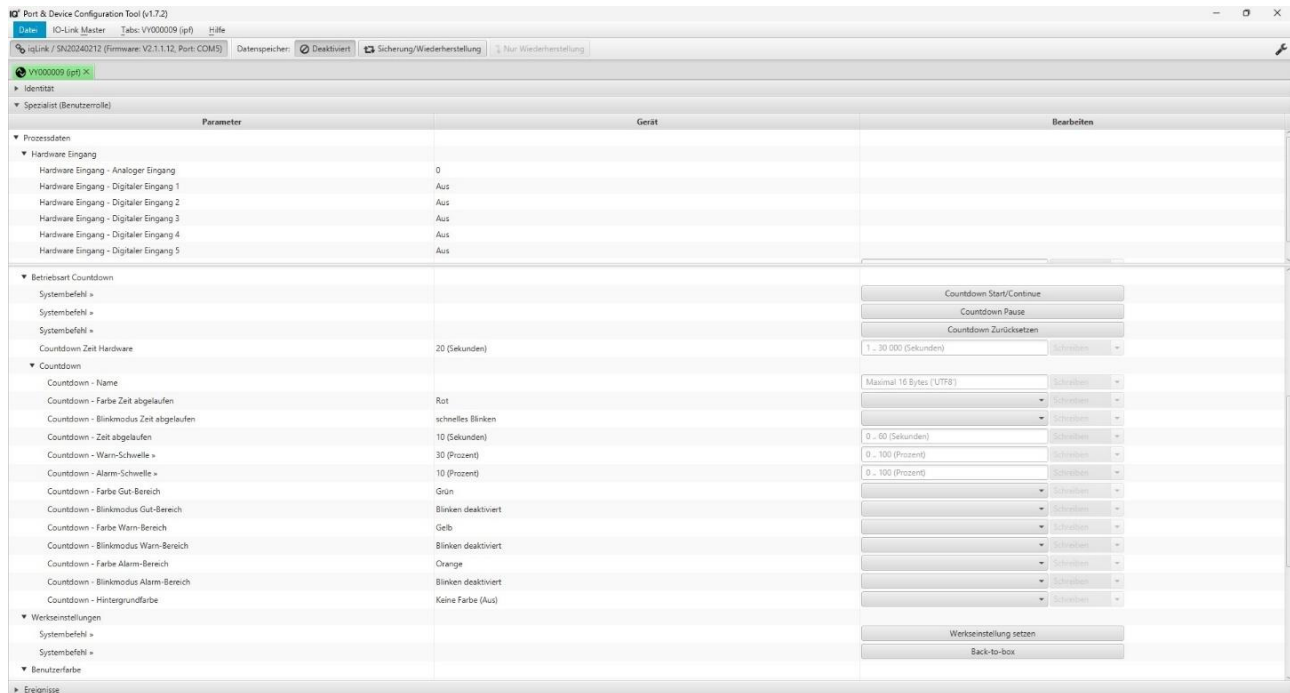 IQ² Port & Device Configuration Tool (v1.7.2)
Datei IO-Link Master Tabs: VY000009 (ipf) Hilfe
iqLink / SN20240212 (Firmware: V2.1.1.12, Port: COM5) Datenspeicher: Deaktiviert Sicherung/Wiederherstellung Nur Wiederherstellung
VY000009 (ipf) ×
Identität
Spezialist (Benutzerrolle)
Parameter Gerät Bearbeiten
Prozessdaten
Hardware Eingang
Hardware Eingang - Analoger Eingang 0
Hardware Eingang - Digitaler Eingang 1 Aus
Hardware Eingang - Digitaler Eingang 2 Aus
Hardware Eingang - Digitaler Eingang 3 Aus
Hardware Eingang - Digitaler Eingang 4 Aus
Hardware Eingang - Digitaler Eingang 5 Aus
Betriebsart Countdown
Systembefehl » Countdown Start/Continue
Systembefehl » Countdown Pause
Systembefehl » Countdown Zurücksetzen
Countdown Zeit Hardware 20 (Sekunden) 1 .. 30 000 (Sekunden) Schreiben
Countdown
Countdown - Name Maximal 16 Bytes ('UTF8') Schreiben
Countdown - Farbe Zeit abgelaufen Rot Schreiben
Countdown - Blinkmodus Zeit abgelaufen schnelles Blinken Schreiben
Countdown - Zeit abgelaufen 10 (Sekunden) 0 .. 60 (Sekunden) Schreiben
Countdown - Warn-Schwelle » 30 (Prozent) 0 .. 100 (Prozent) Schreiben
Countdown - Alarm-Schwelle » 10 (Prozent) 0 .. 100 (Prozent) Schreiben
Countdown - Farbe Gut-Bereich Grün Schreiben
Countdown - Blinkmodus Gut-Bereich Blinken deaktiviert Schreiben
Countdown - Farbe Warn-Bereich Gelb Schreiben
Countdown - Blinkmodus Warn-Bereich Blinken deaktiviert Schreiben
Countdown - Farbe Alarm-Bereich Orange Schreiben
Countdown - Blinkmodus Alarm-Bereich Blinken deaktiviert Schreiben
Countdown - Hintergrundfarbe Keine Farbe (Aus) Schreiben
Werkseinstellungen
Systembefehl » Werkseinstellung setzen
Systembefehl » Back-to-box
Benutzerfarbe
Ereignisse